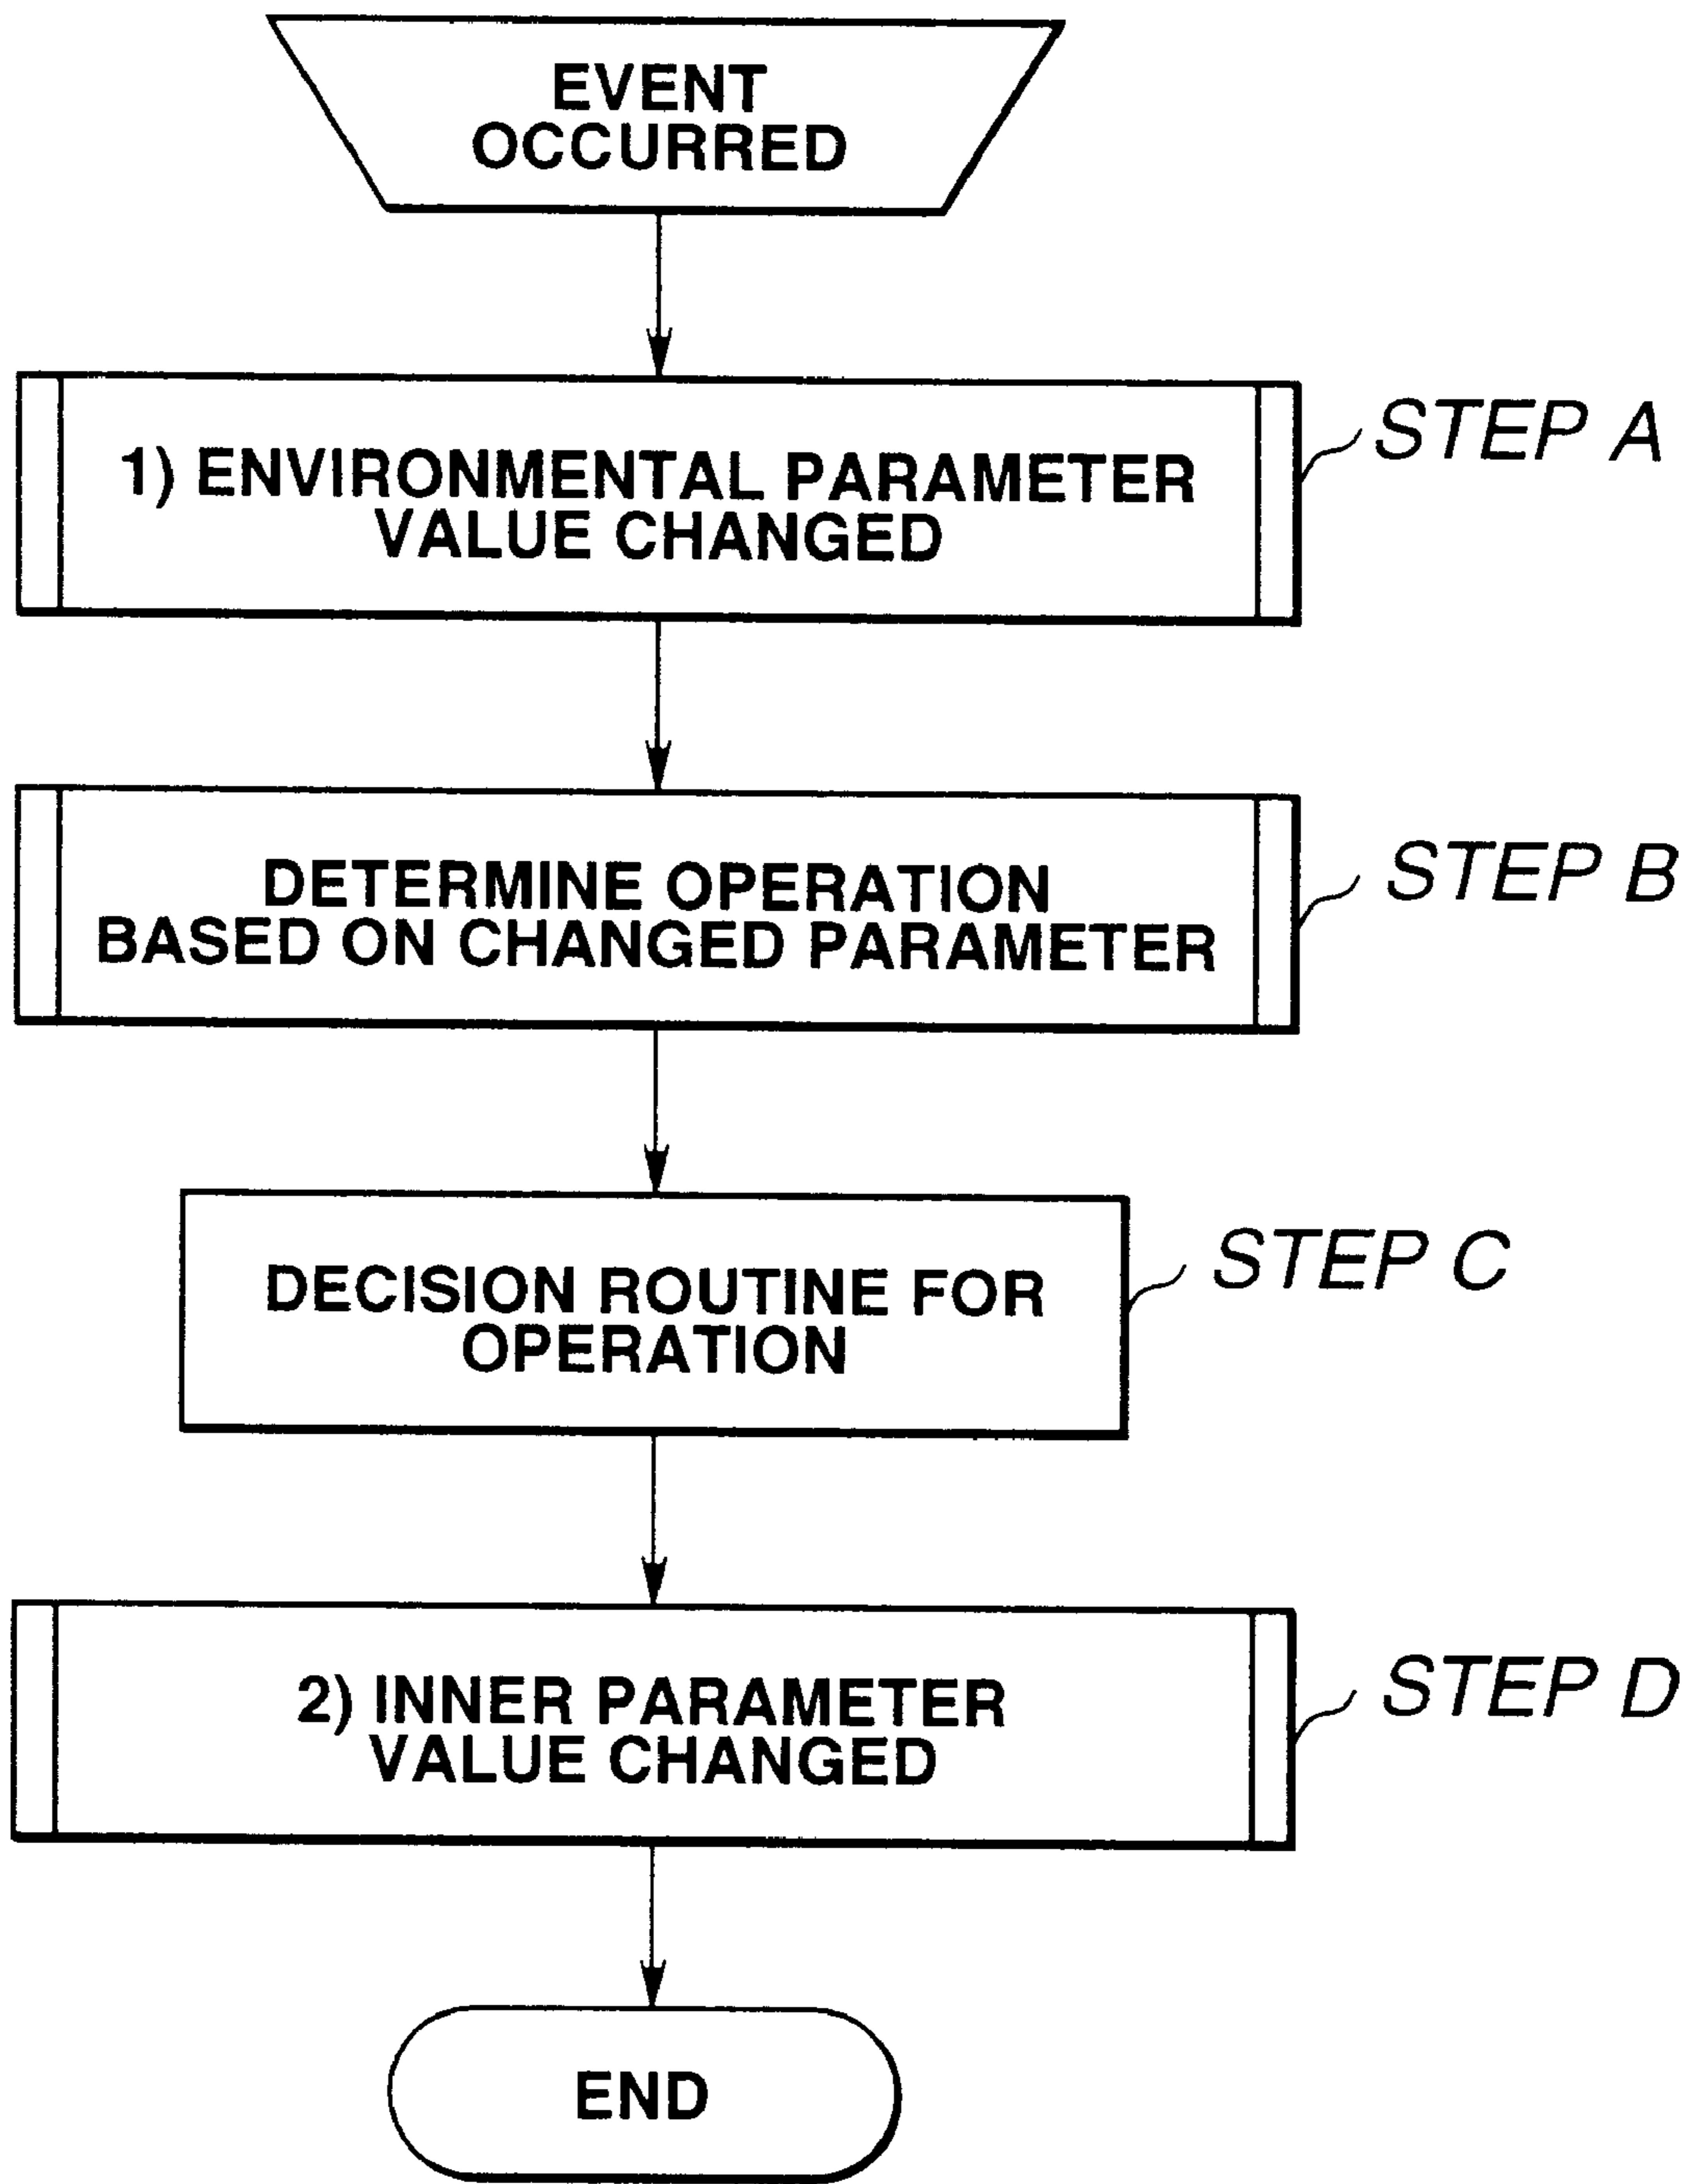 EVENT
OCCURRED
1) ENVIRONMENTAL PARAMETER
VALUE CHANGED
STEP A
DETERMINE OPERATION
BASED ON CHANGED PARAMETER
STEP B
DECISION ROUTINE FOR
OPERATION
STEP C
2) INNER PARAMETER
VALUE CHANGED
STEP D
END